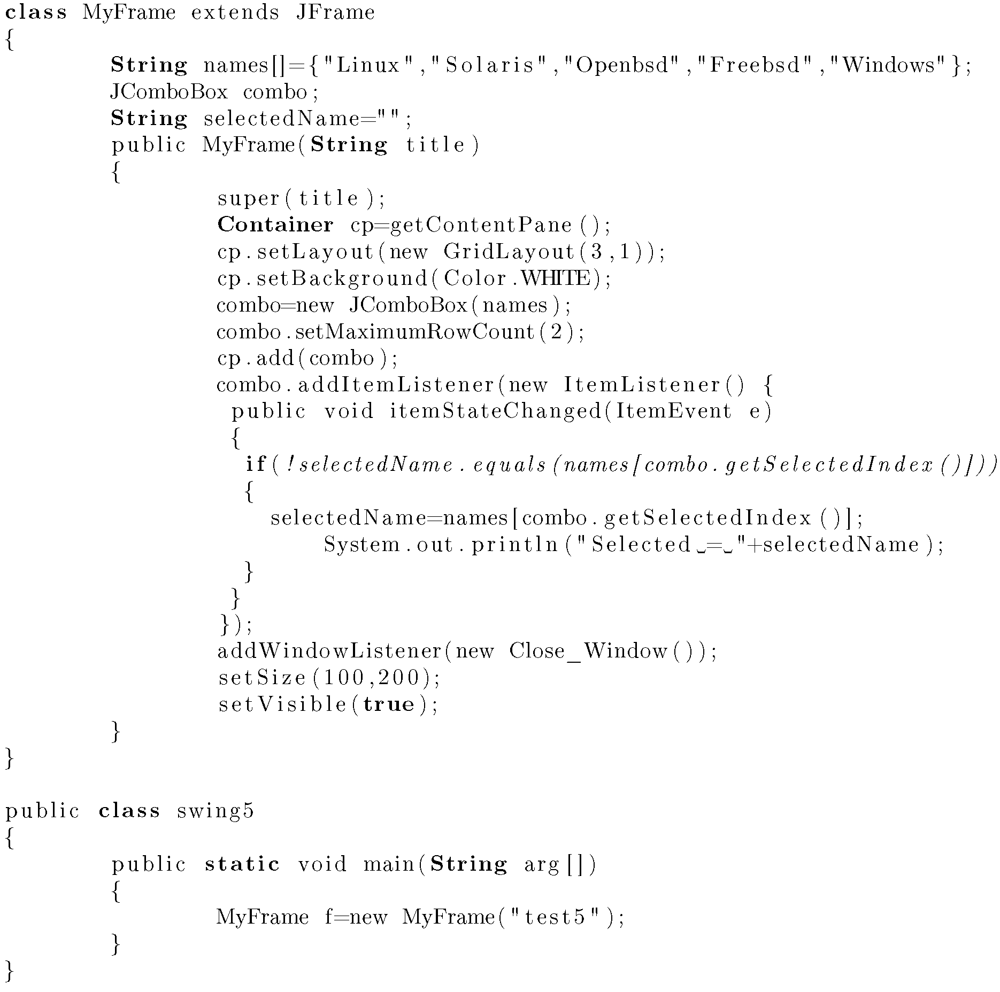 class MyFrame extends JFrame
{
String names[]={"Linux","Solaris","Openbsd","Freebsd","Windows"};
JComboBox combo;
String selectedName="";
public MyFrame(String title)
{
super(title);
Container cp=getContentPane();
cp.setLayout(new GridLayout(3,1));
cp.setBackground(Color.WHITE);
combo=new JComboBox(names);
combo.setMaximumRowCount(2);
cp.add(combo);
combo.addItemListener(new ItemListener() {
public void itemStateChanged(ItemEvent e)
{
if(!selectedName.equals(names[combo.getSelectedIndex()]))
{
selectedName=names[combo.getSelectedIndex()];
System.out.println("Selected␣=␣"+selectedName);
}
}
});
addWindowListener(new Close_Window());
setSize(100,200);
setVisible(true);
}
}
public class swing5
{
public static void main(String arg[])
{
MyFrame f=new MyFrame("test5");
}
}